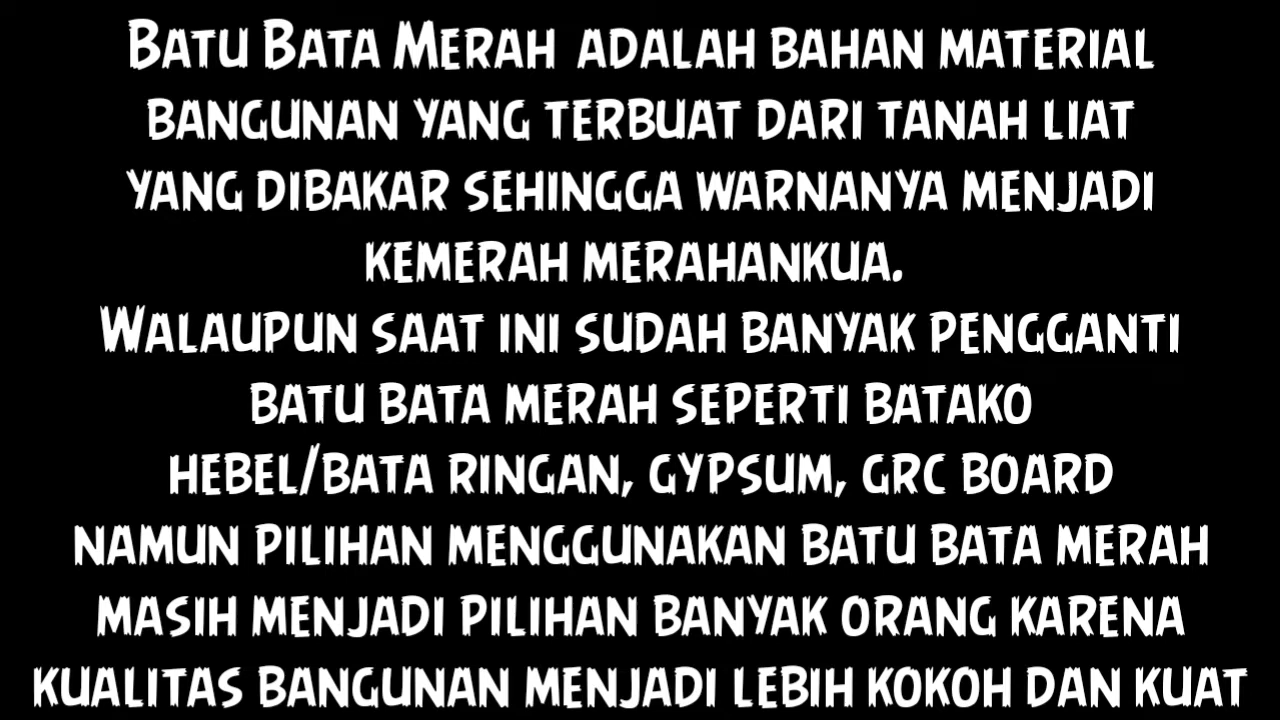 Batu Bata Merah adalah bahan material
bangunan yang terbuat dari tanah liat
yang dibakar sehingga warnanya menjadi
kemerah merahankua.
Walaupun saat ini sudah banyak pengganti
batu bata merah seperti batako
hebel/bata ringan, gypsum, grc board
namun pilihan menggunakan batu bata merah
masih menjadi pilihan banyak orang karena
kualitas bangunan menjadi lebih kokoh dan kuat